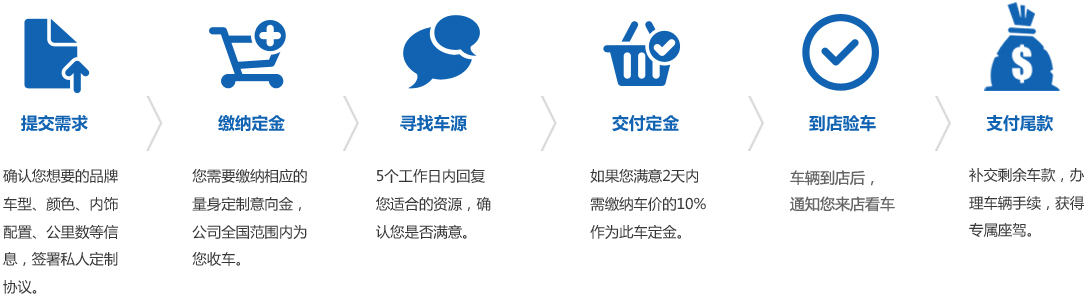 提交需求
缴纳定金
寻找车源
交付定金
到店验车
支付尾款
确认您想要的品牌
车型、颜色、内饰
配置、公里数等信
息，签署私人定制
协议。
您需要缴纳相应的
量身定制意向金，
公司全国范围内为
您收车。
5个工作日内回复
您适合的资源，确
认您是否满意。
如果您满意2天内
需缴纳车价的10%
作为此车定金。
车辆到店后，
通知您来店看车
补交剩余车款，办
理车辆手续，获得
专属座驾。
$